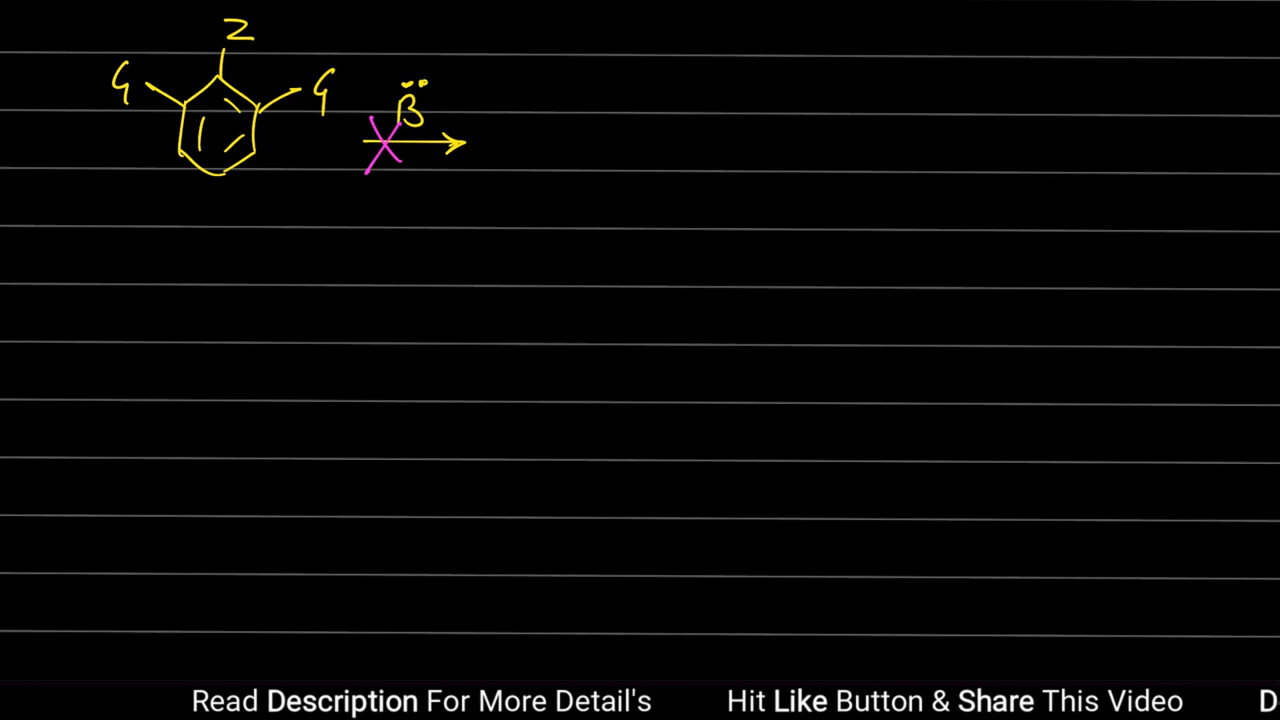 Z
G G
B̈
Read Description For More Detail's Hit Like Button & Share This Video D